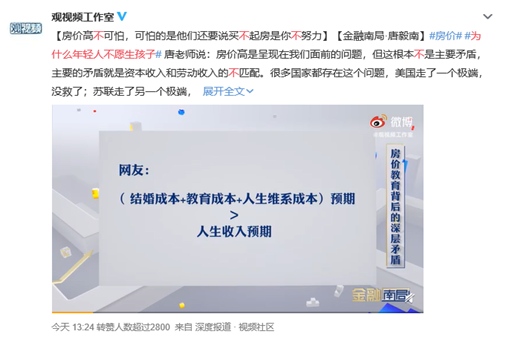 观视频工作室
【房价高不可怕，可怕的是他们还要说买不起房是你不努力】【金融南局·唐毅南】#房价# #为
什么年轻人不愿生孩子# 唐老师说：房价高是呈现在我们面前的问题，但这根本不是主要矛盾，
主要的矛盾就是资本收入和劳动收入的不匹配。很多国家都存在这个问题，美国走了一个极端，
没救了；苏联走了另一个极端， 展开全文
观视频
微博
@观视频工作室
网友：
（ 结婚成本+教育成本+人生维系成本）预期
>
人生收入预期
房价教育背后的深层矛盾
金融南局
今天 13:24 转赞人数超过2800 来自 深度报道 · 视频社区